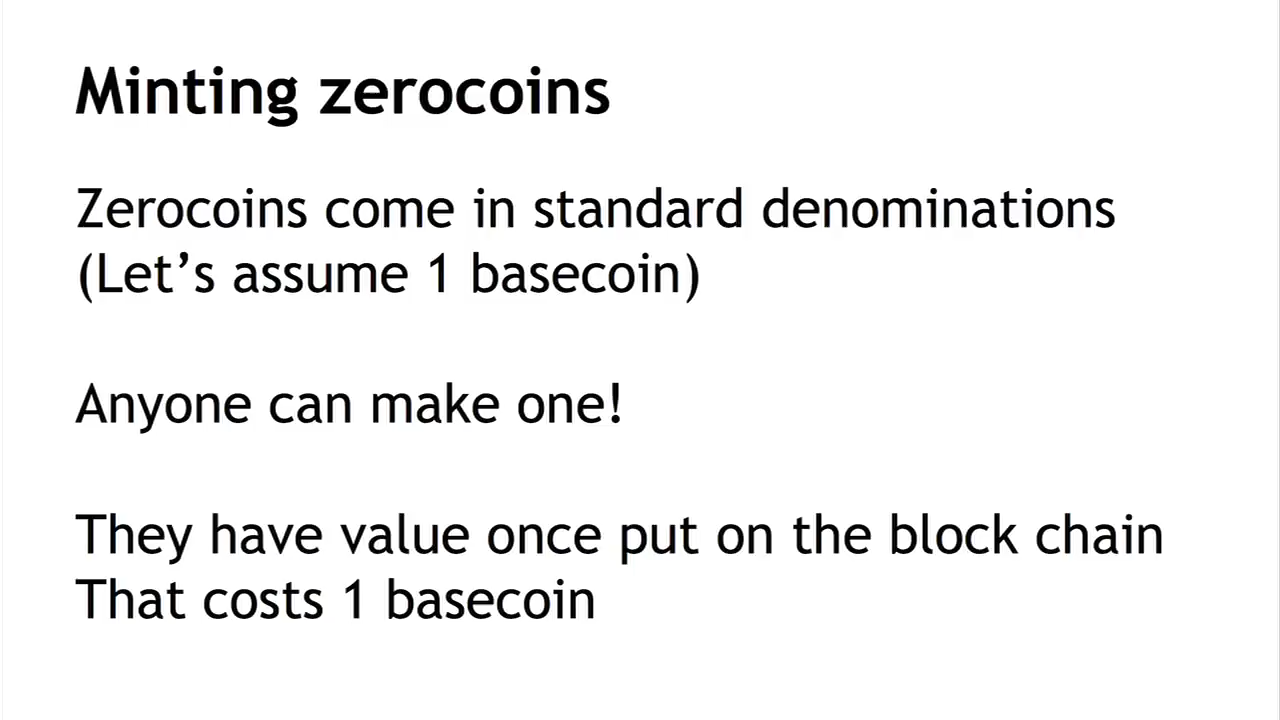 Minting zerocoins
Zerocoins come in standard denominations
(Let’s assume 1 basecoin)
Anyone can make one!
They have value once put on the block chain
That costs 1 basecoin